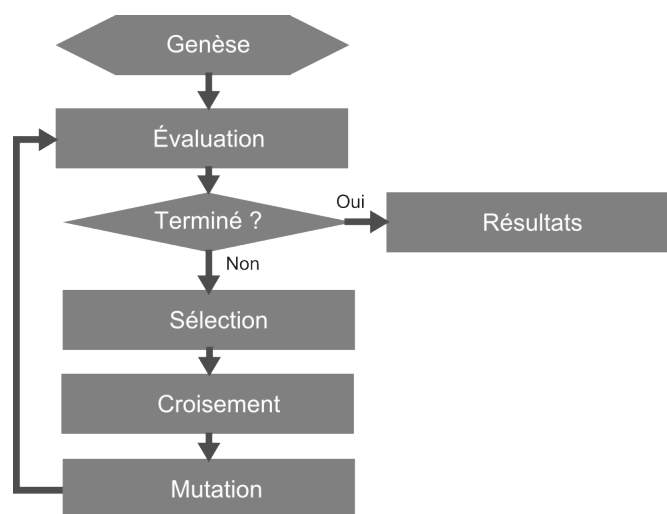 Genèse
Évaluation
Terminé ?
Oui
Résultats
Non
Sélection
Croisement
Mutation